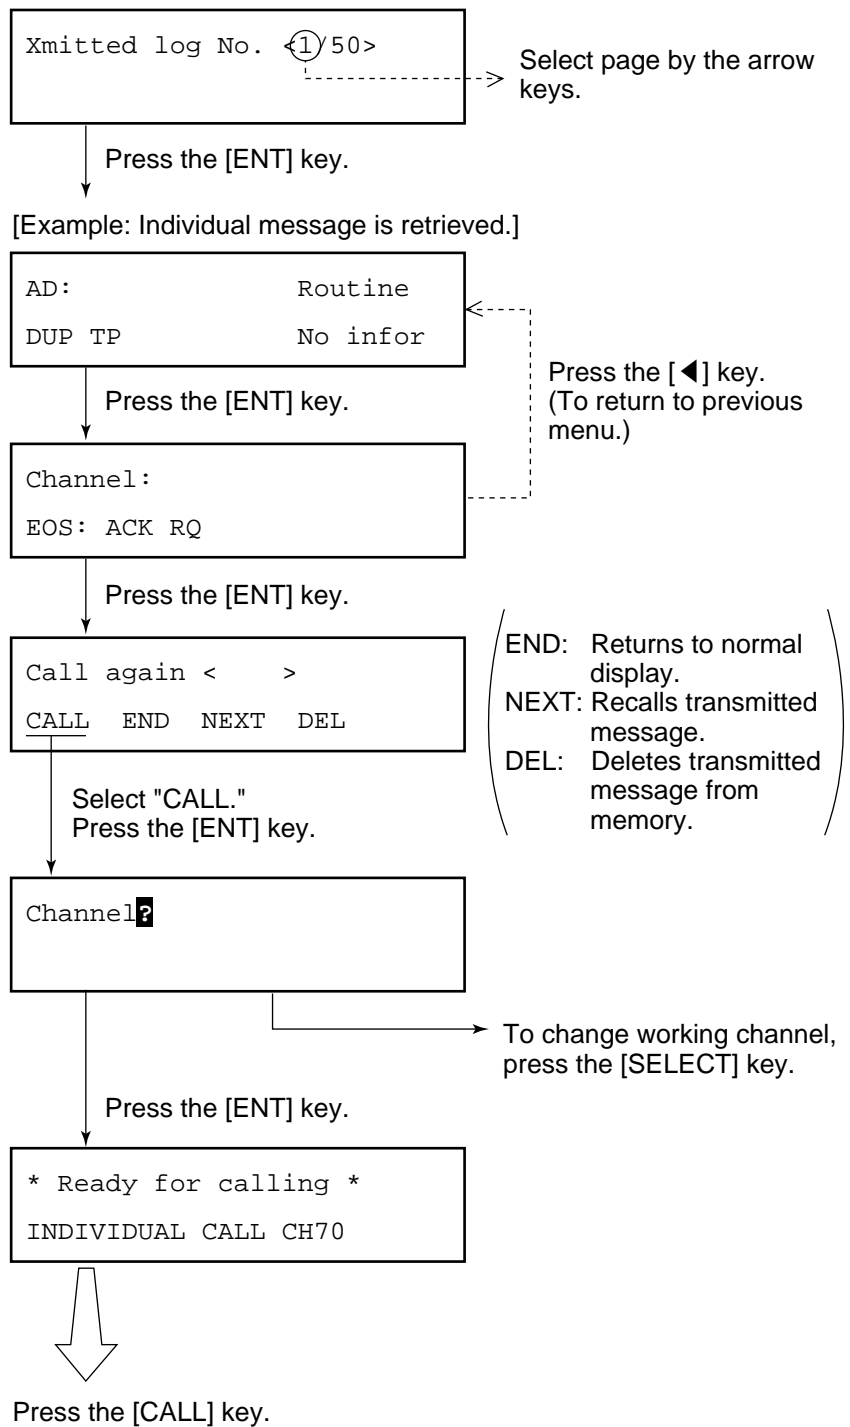 Xmitted log No. <1/50>
Select page by the arrow
keys.
Press the [ENT] key.
[Example: Individual message is retrieved.]
AD: Routine
DUP TP No infor
Press the [◀] key.
(To return to previous
menu.)
Press the [ENT] key.
Channel:
EOS: ACK RQ
Press the [ENT] key.
Call again < >
CALL END NEXT DEL
END: Returns to normal
display.
NEXT: Recalls transmitted
message.
DEL: Deletes transmitted
message from
memory.
Select "CALL."
Press the [ENT] key.
Channel?
To change working channel,
press the [SELECT] key.
Press the [ENT] key.
* Ready for calling *
INDIVIDUAL CALL CH70
Press the [CALL] key.